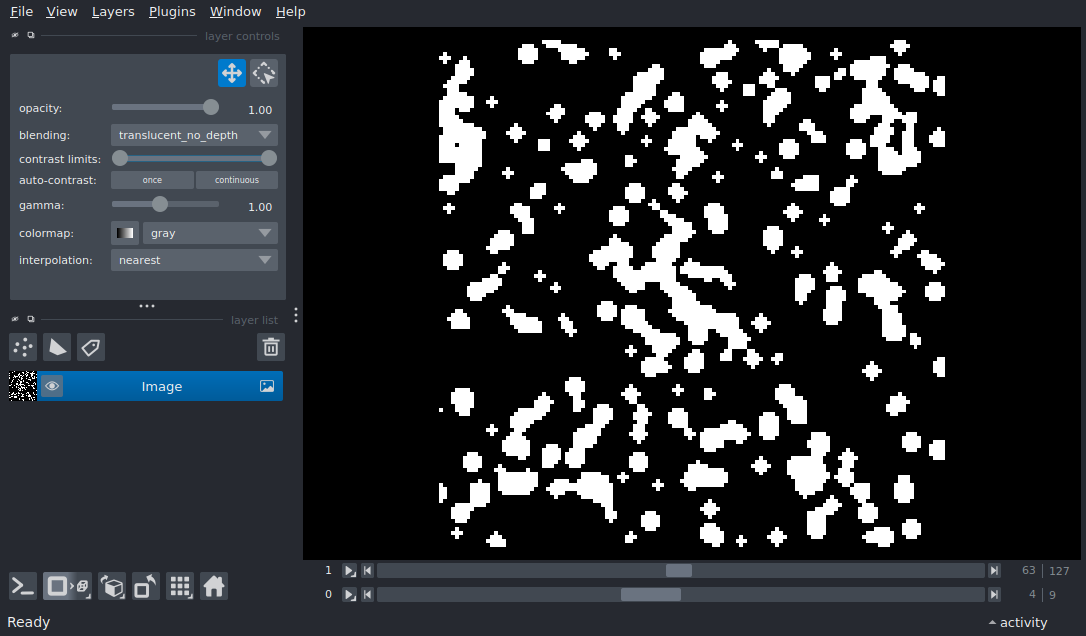 File View Layers Plugins Window Help
layer controls
opacity: 1.00
blending: translucent_no_depth
contrast limits:
auto-contrast: once continuous
gamma: 1.00
colormap: gray
interpolation: nearest
layer list
Image
1 63 127
0 4 9
Ready activity